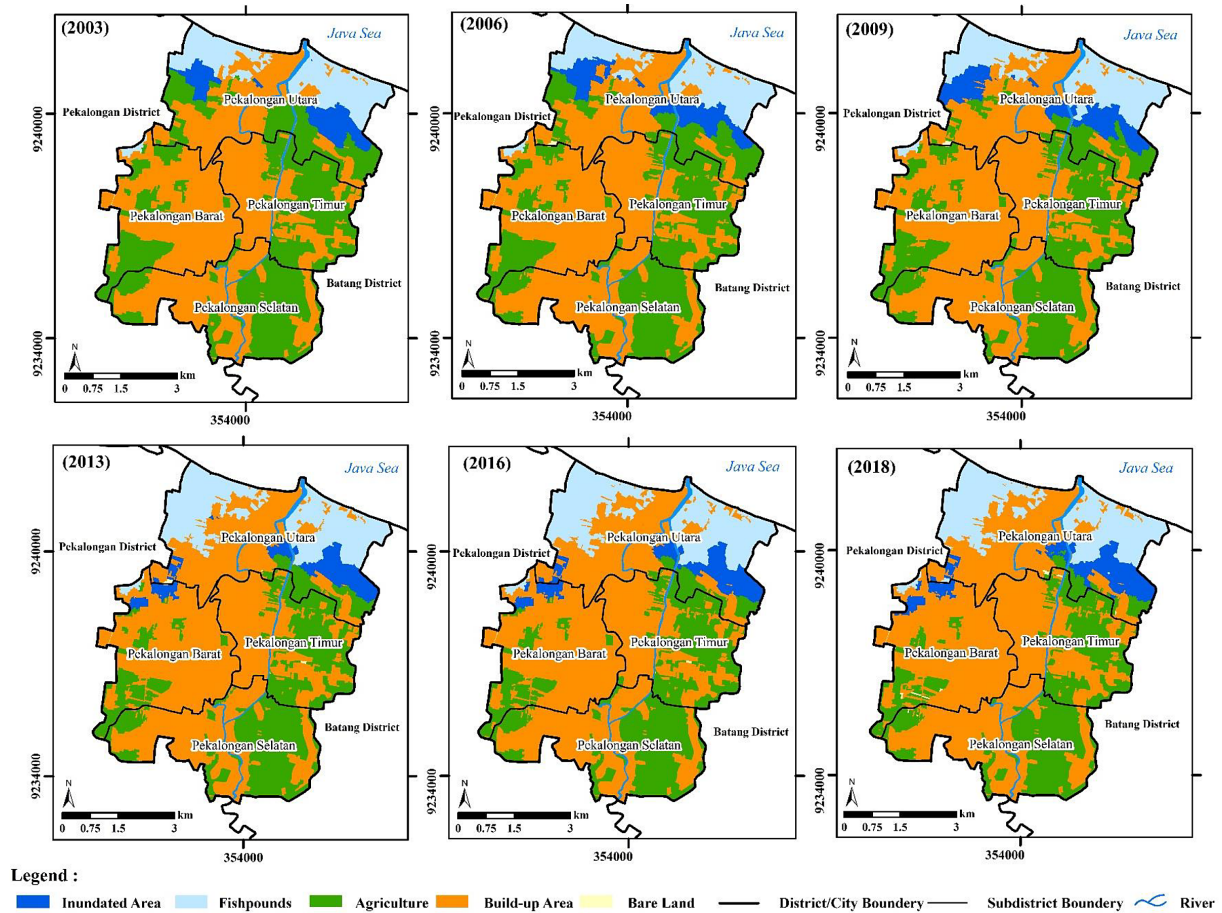 (2003)
Java Sea
Pekalongan Utara
Pekalongan District
9240000
Pekalongan Barat
Pekalongan Timur
Batang District
Pekalongan Selatan
9234000
N
km
0 0.75 1.5 3
354000
(2006)
Java Sea
Pekalongan Utara
Pekalongan District
9240000
Pekalongan Barat
Pekalongan Timur
Batang District
Pekalongan Selatan
9234000
N
km
0 0.75 1.5 3
354000
(2009)
Java Sea
Pekalongan Utara
Pekalongan District
9240000
Pekalongan Barat
Pekalongan Timur
Batang District
Pekalongan Selatan
9234000
N
km
0 0.75 1.5 3
354000
(2013)
Java Sea
Pekalongan Utara
Pekalongan District
9240000
Pekalongan Barat
Pekalongan Timur
Batang District
Pekalongan Selatan
9234000
N
km
0 0.75 1.5 3
354000
(2016)
Java Sea
Pekalongan Utara
Pekalongan District
9240000
Pekalongan Barat
Pekalongan Timur
Batang District
Pekalongan Selatan
9234000
N
km
0 0.75 1.5 3
354000
(2018)
Java Sea
Pekalongan Utara
Pekalongan District
9240000
Pekalongan Barat
Pekalongan Timur
Batang District
Pekalongan Selatan
9234000
N
km
0 0.75 1.5 3
354000
Legend :
Inundated Area Fishpounds Agriculture Build-up Area Bare Land District/City Boundary Subdistrict Boundary River